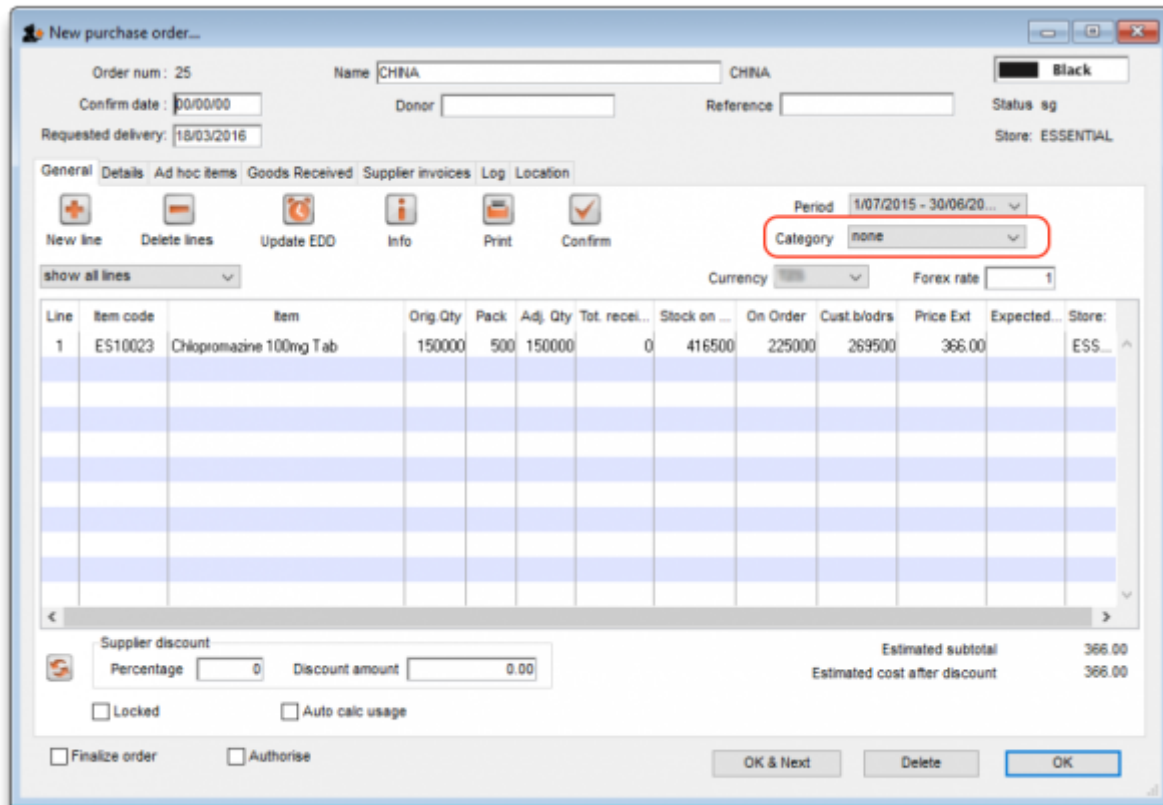 New purchase order...
Order num: 25 Name CHINA CHINA Black
Confirm date: 00/00/00 Donor Reference Status sg
Requested delivery: 18/03/2016 Store: ESSENTIAL
General Details Ad hoc items Goods Received Supplier invoices Log Location
Period 1/07/2015 - 30/06/20...
New line Delete lines Update EDD Info Print Confirm Category none
show all lines Currency Forex rate 1
Line Item code Item Orig.Qty Pack Adj. Qty Tot. recei... Stock on ... On Order Cust.b/odrs Price Ext Expected... Store:
1 ES10023 Chlopromazine 100mg Tab 150000 500 150000 0 416500 225000 269500 366.00 ESS...
Supplier discount Estimated subtotal 366.00
Percentage 0 Discount amount 0.00 Estimated cost after discount 366.00
Locked Auto calc usage
Finalize order Authorise OK & Next Delete OK